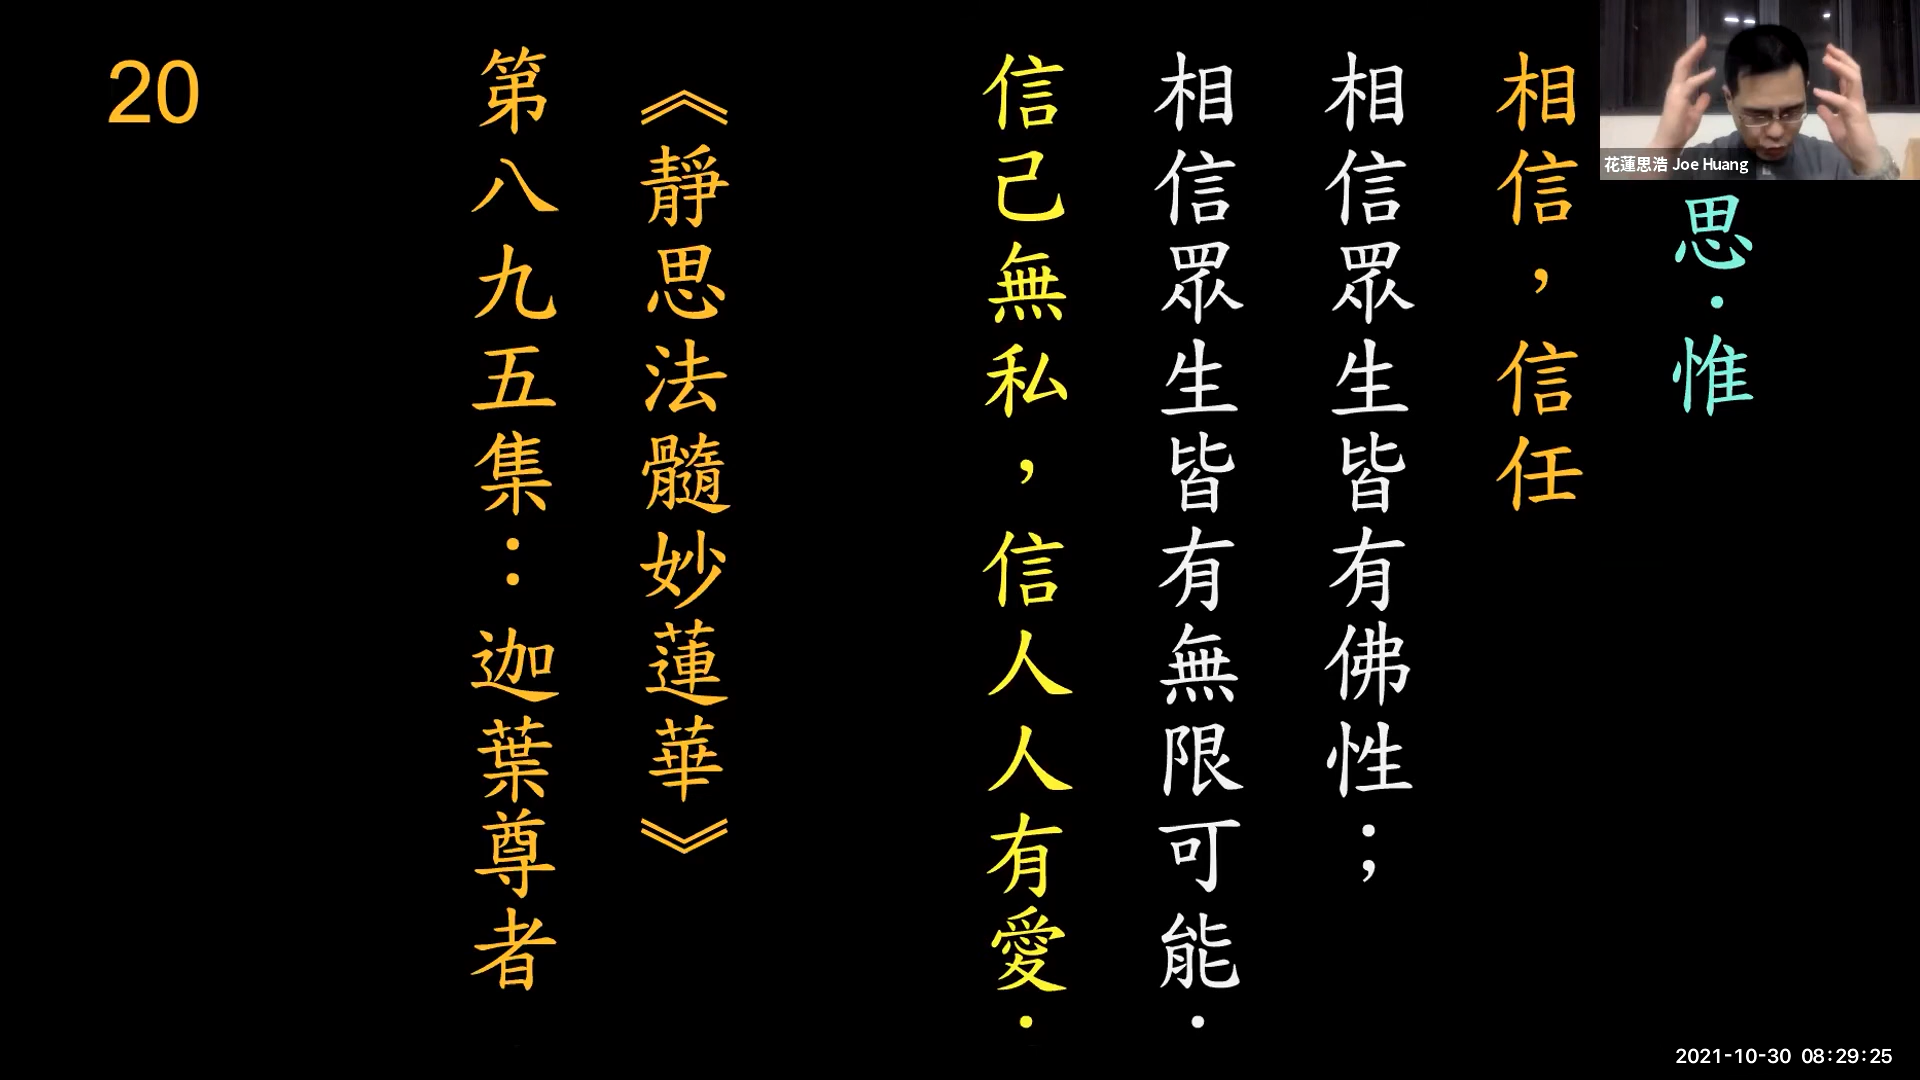 思．惟
相信，信任
相信眾生皆有佛性；
相信眾生皆有無限可能．
信己無私，信人人有愛．
《靜思法髓妙蓮華》
第八九五集：迦葉尊者
20
花蓮思浩 Joe Huang
2021-10-30 08:29:25